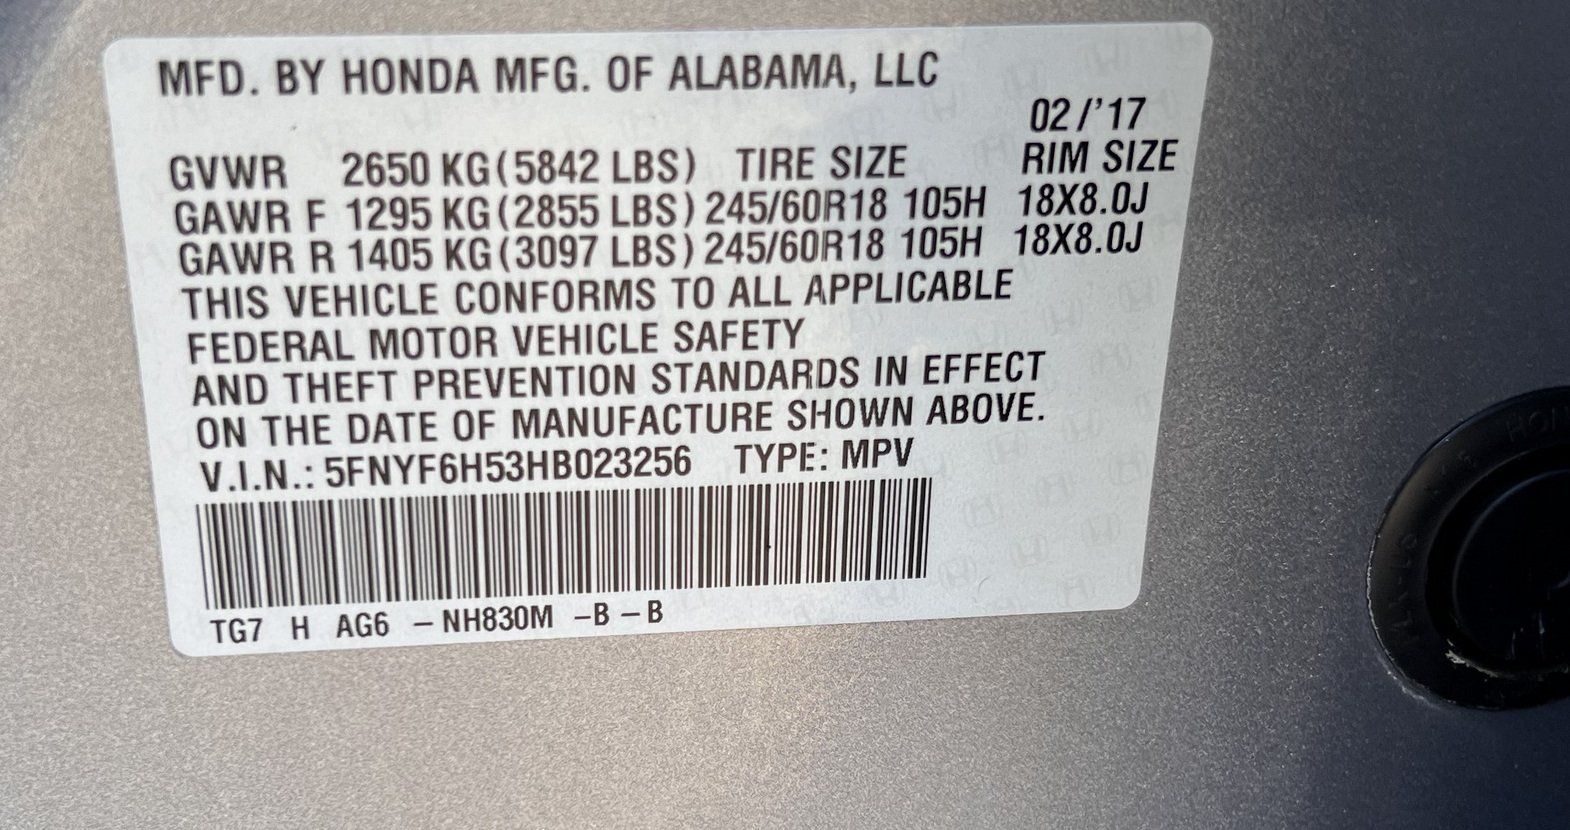 MFD. BY HONDA MFG. OF ALABAMA, LLC
02/'17
GVWR 2650 KG (5842 LBS) TIRE SIZE RIM SIZE
GAWR F 1295 KG (2855 LBS) 245/60R18 105H 18X8.0J
GAWR R 1405 KG (3097 LBS) 245/60R18 105H 18X8.0J
THIS VEHICLE CONFORMS TO ALL APPLICABLE
FEDERAL MOTOR VEHICLE SAFETY
AND THEFT PREVENTION STANDARDS IN EFFECT
ON THE DATE OF MANUFACTURE SHOWN ABOVE.
V.I.N.: 5FNYF6H53HB023256 TYPE: MPV
TG7 H AG6 – NH830M –B – B